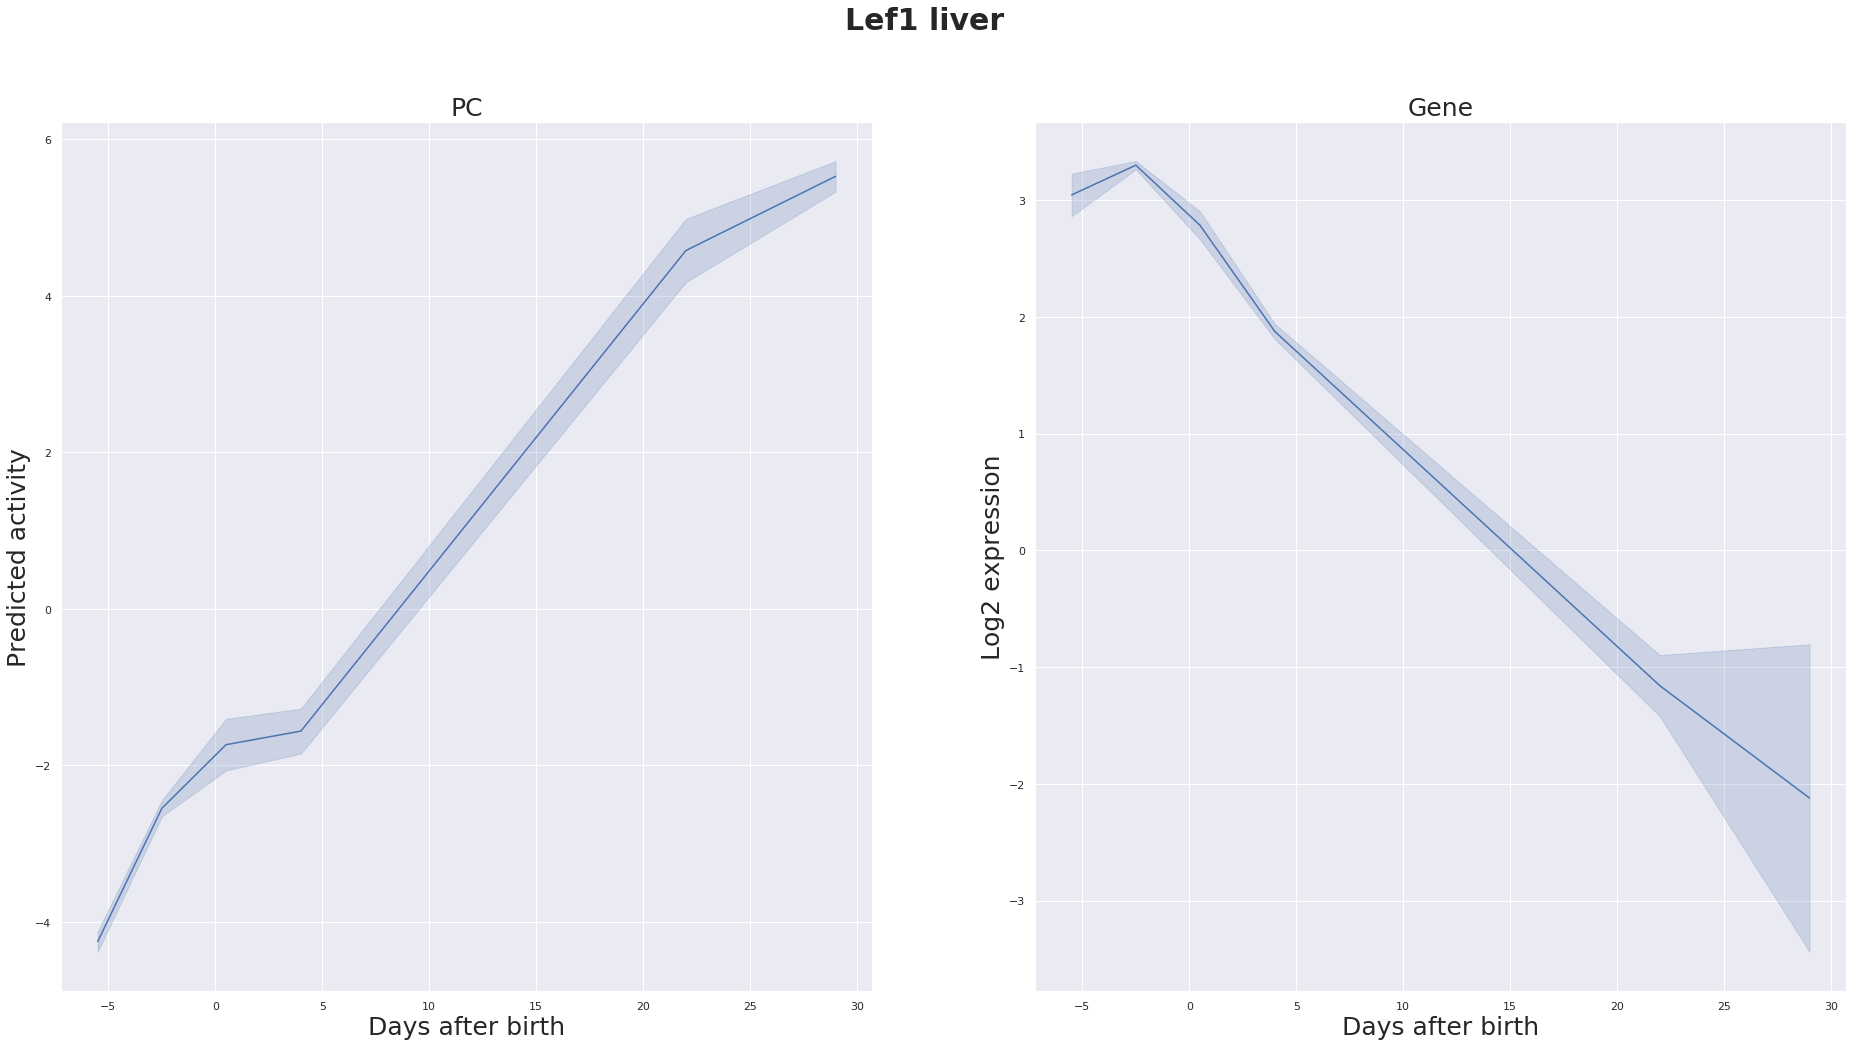 Lef1 liver
PC
Predicted activity
6
4
2
0
−2
−4
−5 0 5 10 15 20 25 30
Days after birth
Gene
Log2 expression
3
2
1
0
−1
−2
−3
−5 0 5 10 15 20 25 30
Days after birth